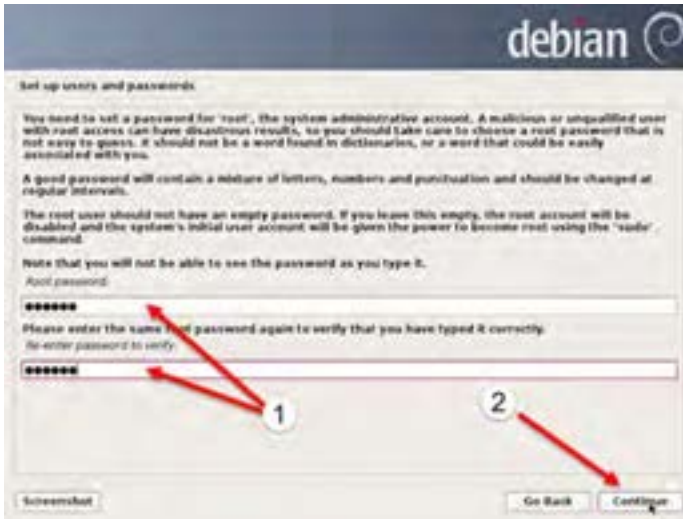 debian
Set up users and passwords
You need to set a password for 'root', the system administrative account. A malicious or unqualified user
with root access can have disastrous results, so you should take care to choose a root password that is
not easy to guess. It should not be a word found in dictionaries, or a word that could be easily
associated with you.
A good password will contain a mixture of letters, numbers and punctuation and should be changed at
regular intervals.
The root user should not have an empty password. If you leave this empty, the root account will be
disabled and the system's initial user account will be given the power to become root using the "sudo"
command.
Note that you will not be able to see the password as you type it.
Root password:
Please enter the same root password again to verify that you have typed it correctly.
Re-enter password to verify:
1
2
Screenshot
Go Back
Continue